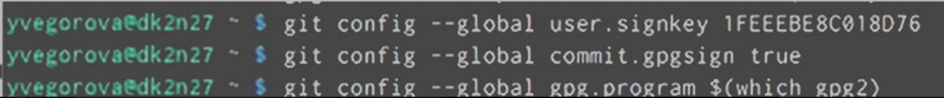 yvegorova@dk2n27 ~ $ git config --global user.signkey 1FEEEBE8C018D76
yvegorova@dk2n27 ~ $ git config --global commit.gpgsign true
yvegorova@dk2n27 ~ $ git config --global gpg.program $(which gpg2)